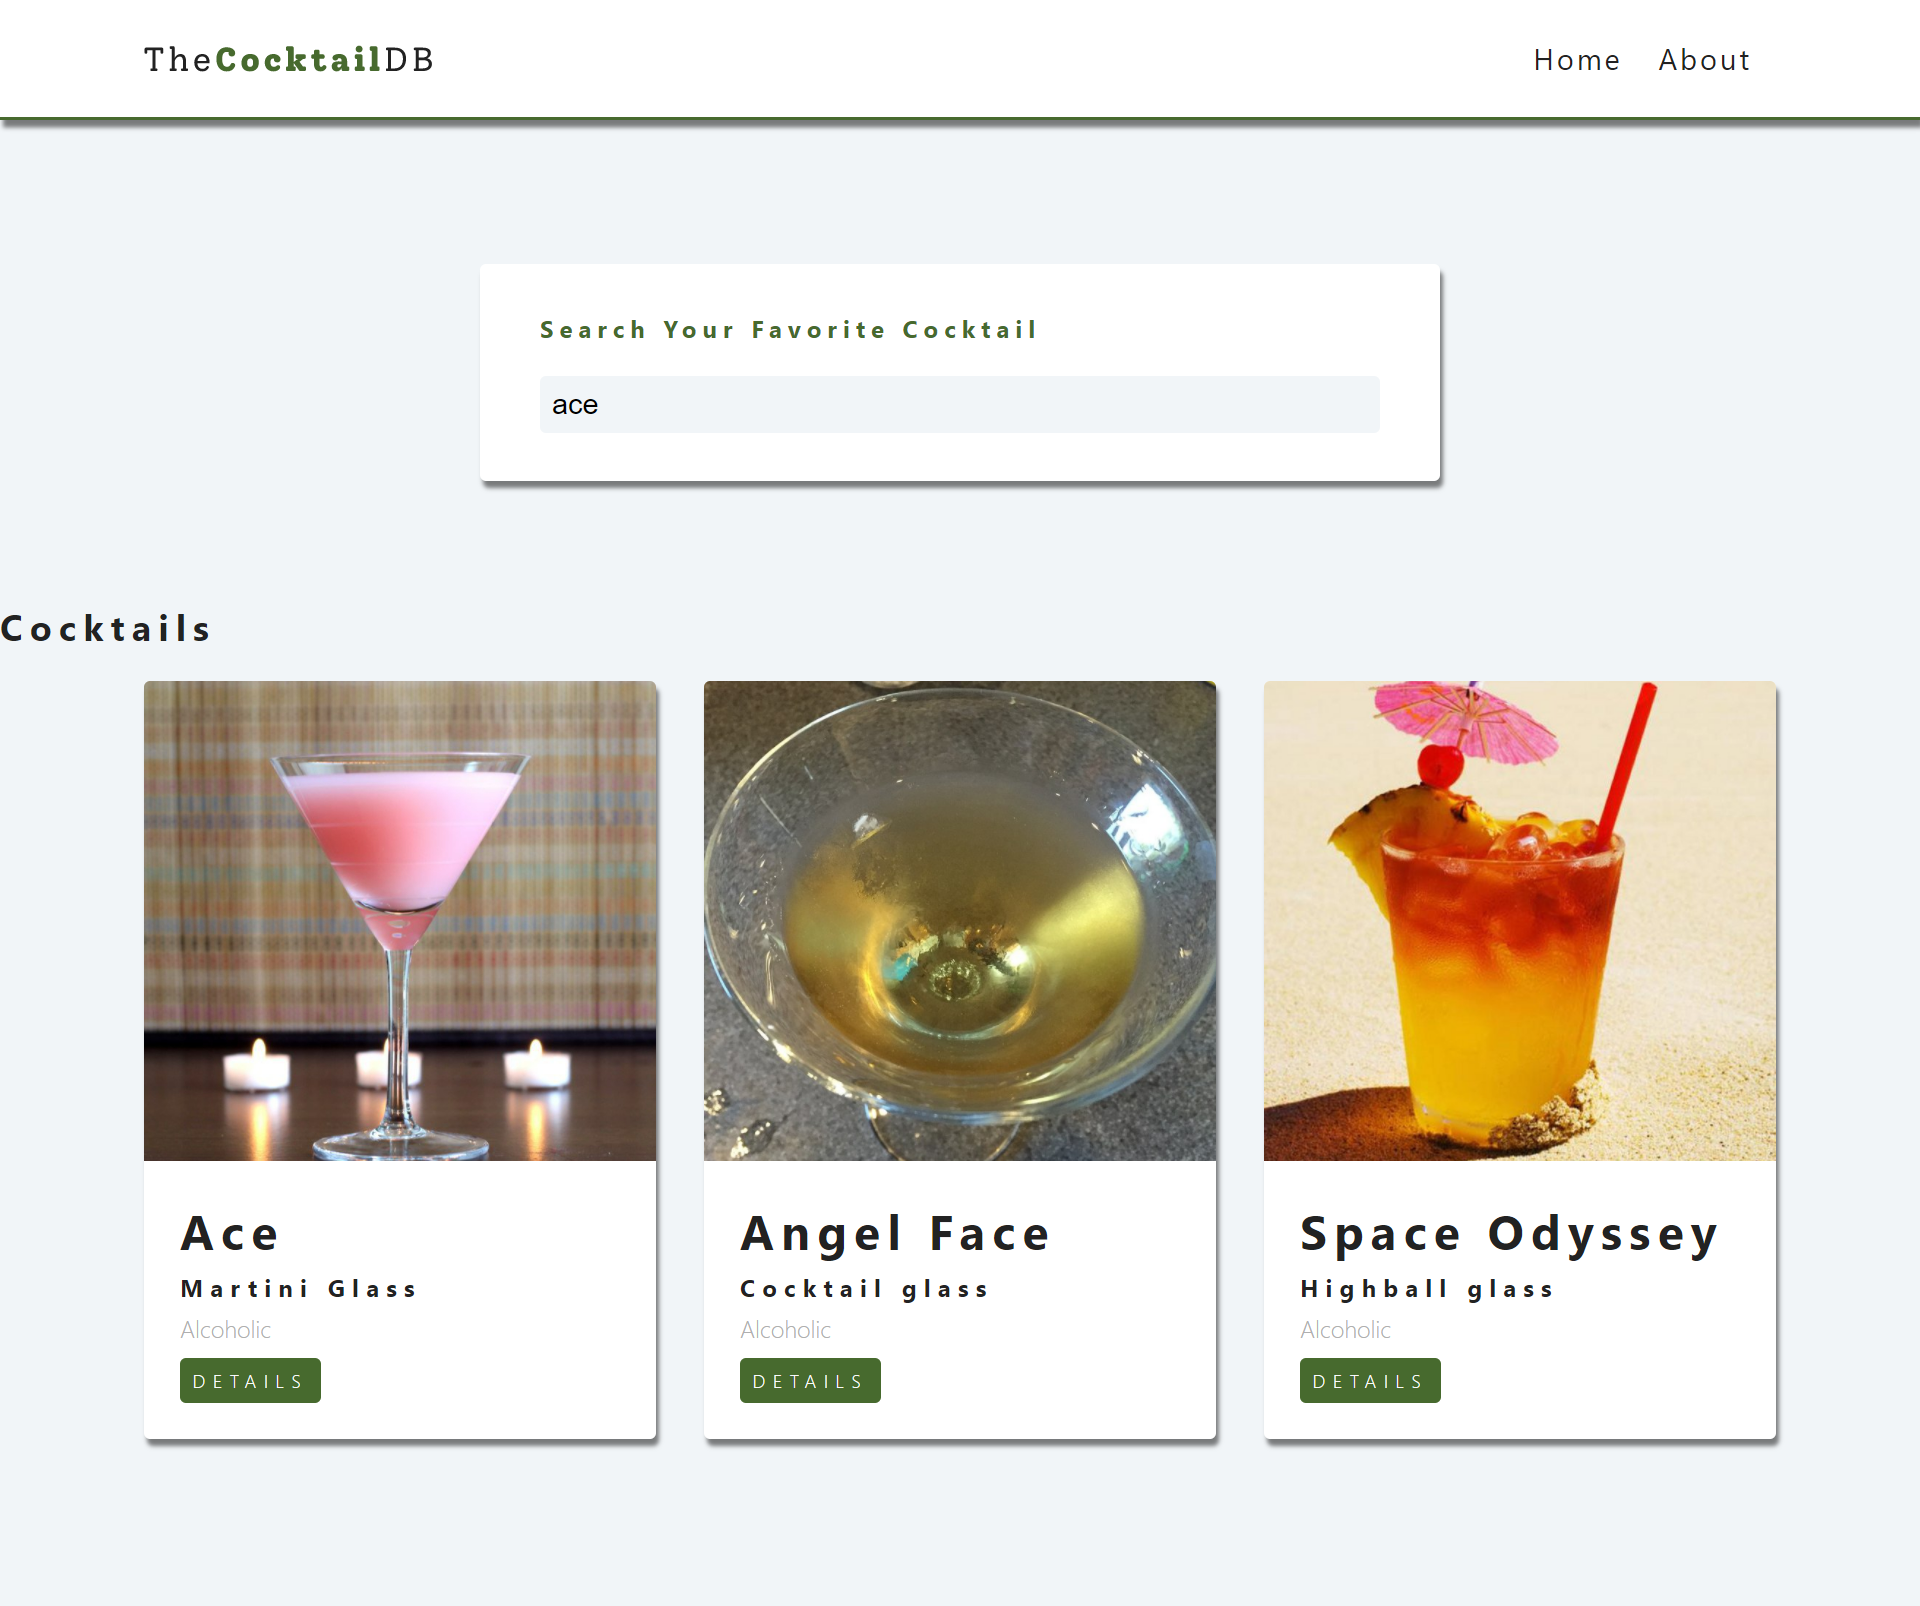 TheCocktailDB
Home About
Search Your Favorite Cocktail
ace
Cocktails
Ace
Martini Glass
Alcoholic
DETAILS
Angel Face
Cocktail glass
Alcoholic
DETAILS
Space Odyssey
Highball glass
Alcoholic
DETAILS